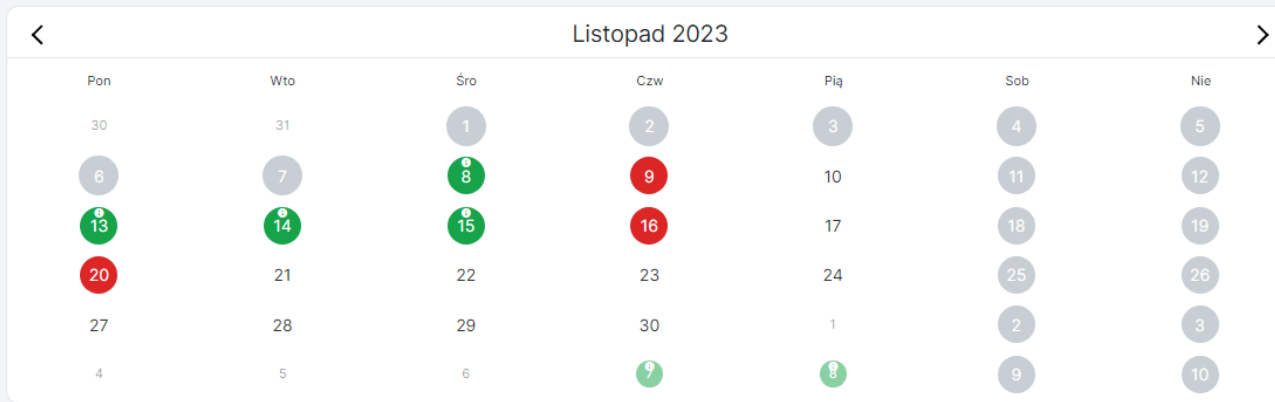 Listopad 2023
Pon Wto Śro Czw Pią Sob Nie
30 31 1 2 3 4 5
6 7 8 9 10 11 12
13 14 15 16 17 18 19
20 21 22 23 24 25 26
27 28 29 30 1 2 3
4 5 6 7 8 9 10